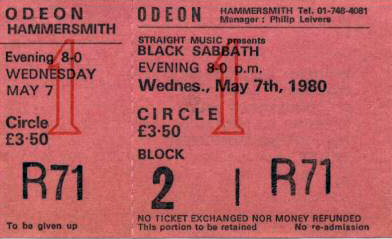 ODEON
HAMMERSMITH
Evening 8-0
WEDNESDAY
MAY 7
1
Circle
£3·50
R71
To be given up
ODEON HAMMERSMITH Tel. 01-748-4081
Manager : Philip Leivers
STRAIGHT MUSIC presents
BLACK SABBATH
EVENING 8-0 p.m.
Wednes., May 7th, 1980
1
CIRCLE
£3·50
BLOCK
2 | R71
NO TICKET EXCHANGED NOR MONEY REFUNDED
This portion to be retained No re-admission